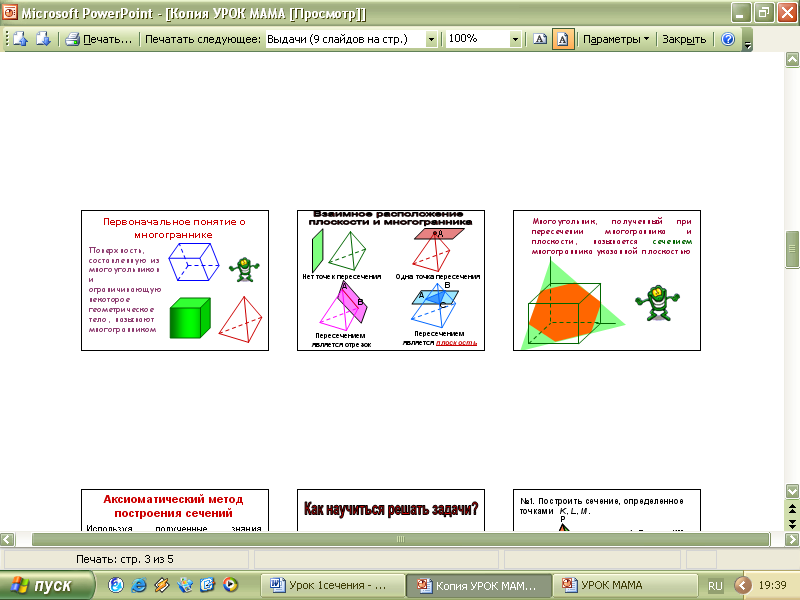 Microsoft PowerPoint - [Копия УРОК МАМА [Просмотр]]
Печать... Печатать следующее: Выдачи (9 слайдов на стр.) 100% Параметры Закрыть
Первоначальное понятие о
многограннике
Поверхность,
составленную из
многоугольников
и
ограничивающую
некоторое
геометрическое
тело, называют
многогранником
Взаимное расположение
плоскости и многогранника
A
Нет точек пересечения
Одна точка пересечения
A
B
Пересечением
является отрезок
A
B
C
Пересечением
является плоскость
Многоугольник, полученный при
пересечении многогранника и
плоскости, называется сечением
многогранника указанной плоскостью
Аксиоматический метод
построения сечений
Используя полученные знания
Как научиться решать задачи?
№1. Построить сечение, определенное
точками K, L, M.
P
Печать: стр. 3 из 5
пуск
Урок 1сечения - ...
Копия УРОК МАМ...
УРОК МАМА
RU
19:39